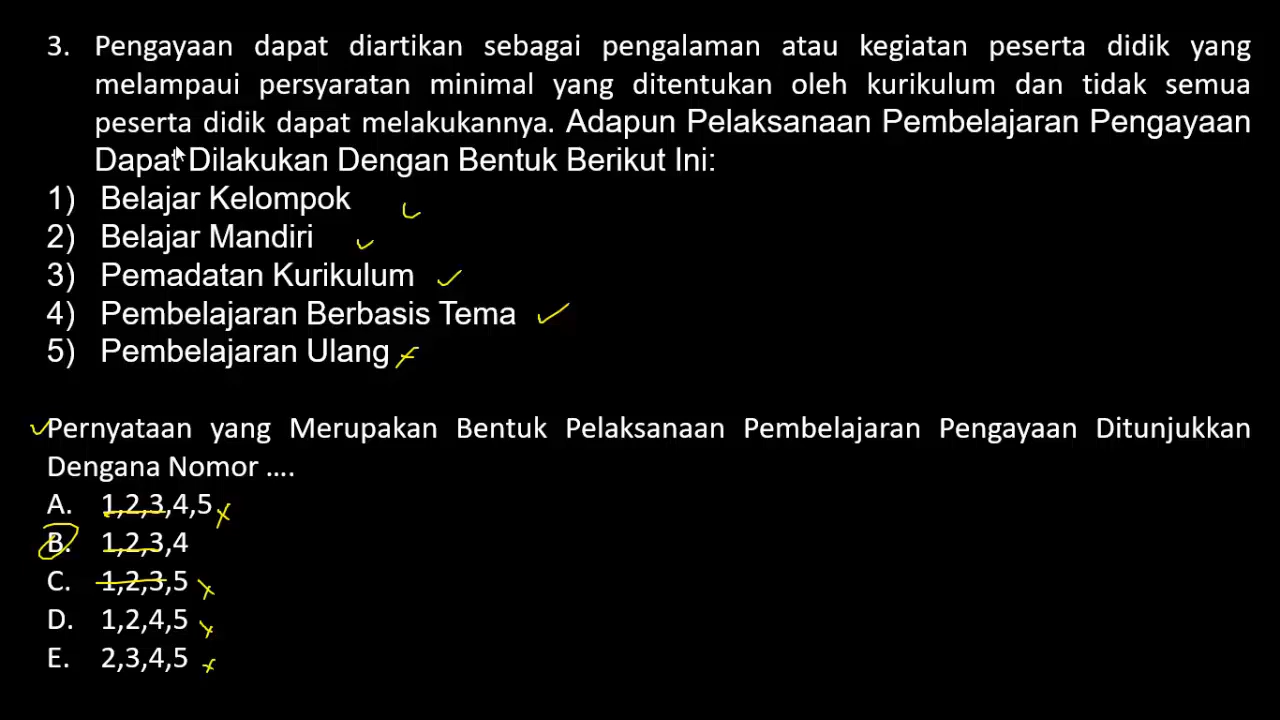 3. Pengayaan dapat diartikan sebagai pengalaman atau kegiatan peserta didik yang
melampaui persyaratan minimal yang ditentukan oleh kurikulum dan tidak semua
peserta didik dapat melakukannya. Adapun Pelaksanaan Pembelajaran Pengayaan
Dapat Dilakukan Dengan Bentuk Berikut Ini:
1) Belajar Kelompok
2) Belajar Mandiri
3) Pemadatan Kurikulum
4) Pembelajaran Berbasis Tema
5) Pembelajaran Ulang
Pernyataan yang Merupakan Bentuk Pelaksanaan Pembelajaran Pengayaan Ditunjukkan
Dengana Nomor ....
A. 1,2,3,4,5
B. 1,2,3,4
C. 1,2,3,5
D. 1,2,4,5
E. 2,3,4,5